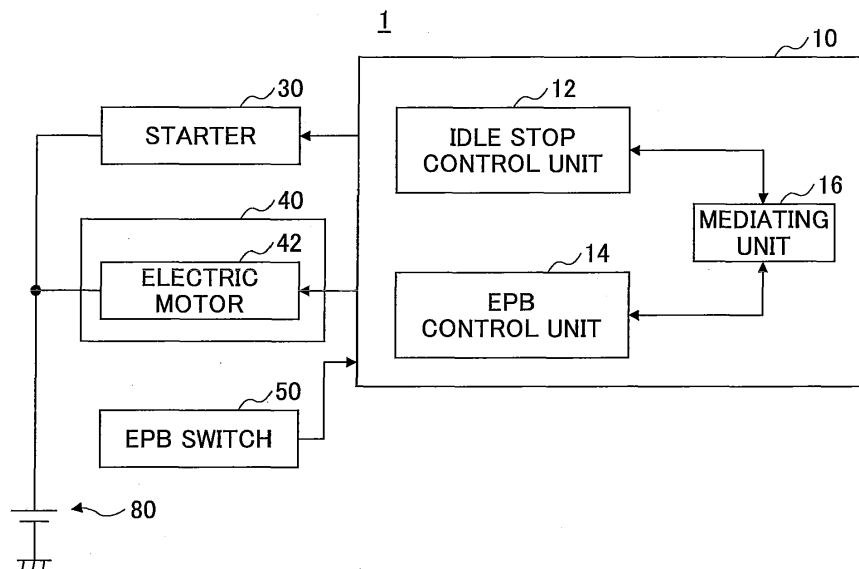 1
10
30
STARTER
12
IDLE STOP
CONTROL UNIT
16
MEDIATING
UNIT
40
42
ELECTRIC
MOTOR
14
EPB
CONTROL UNIT
50
EPB SWITCH
80